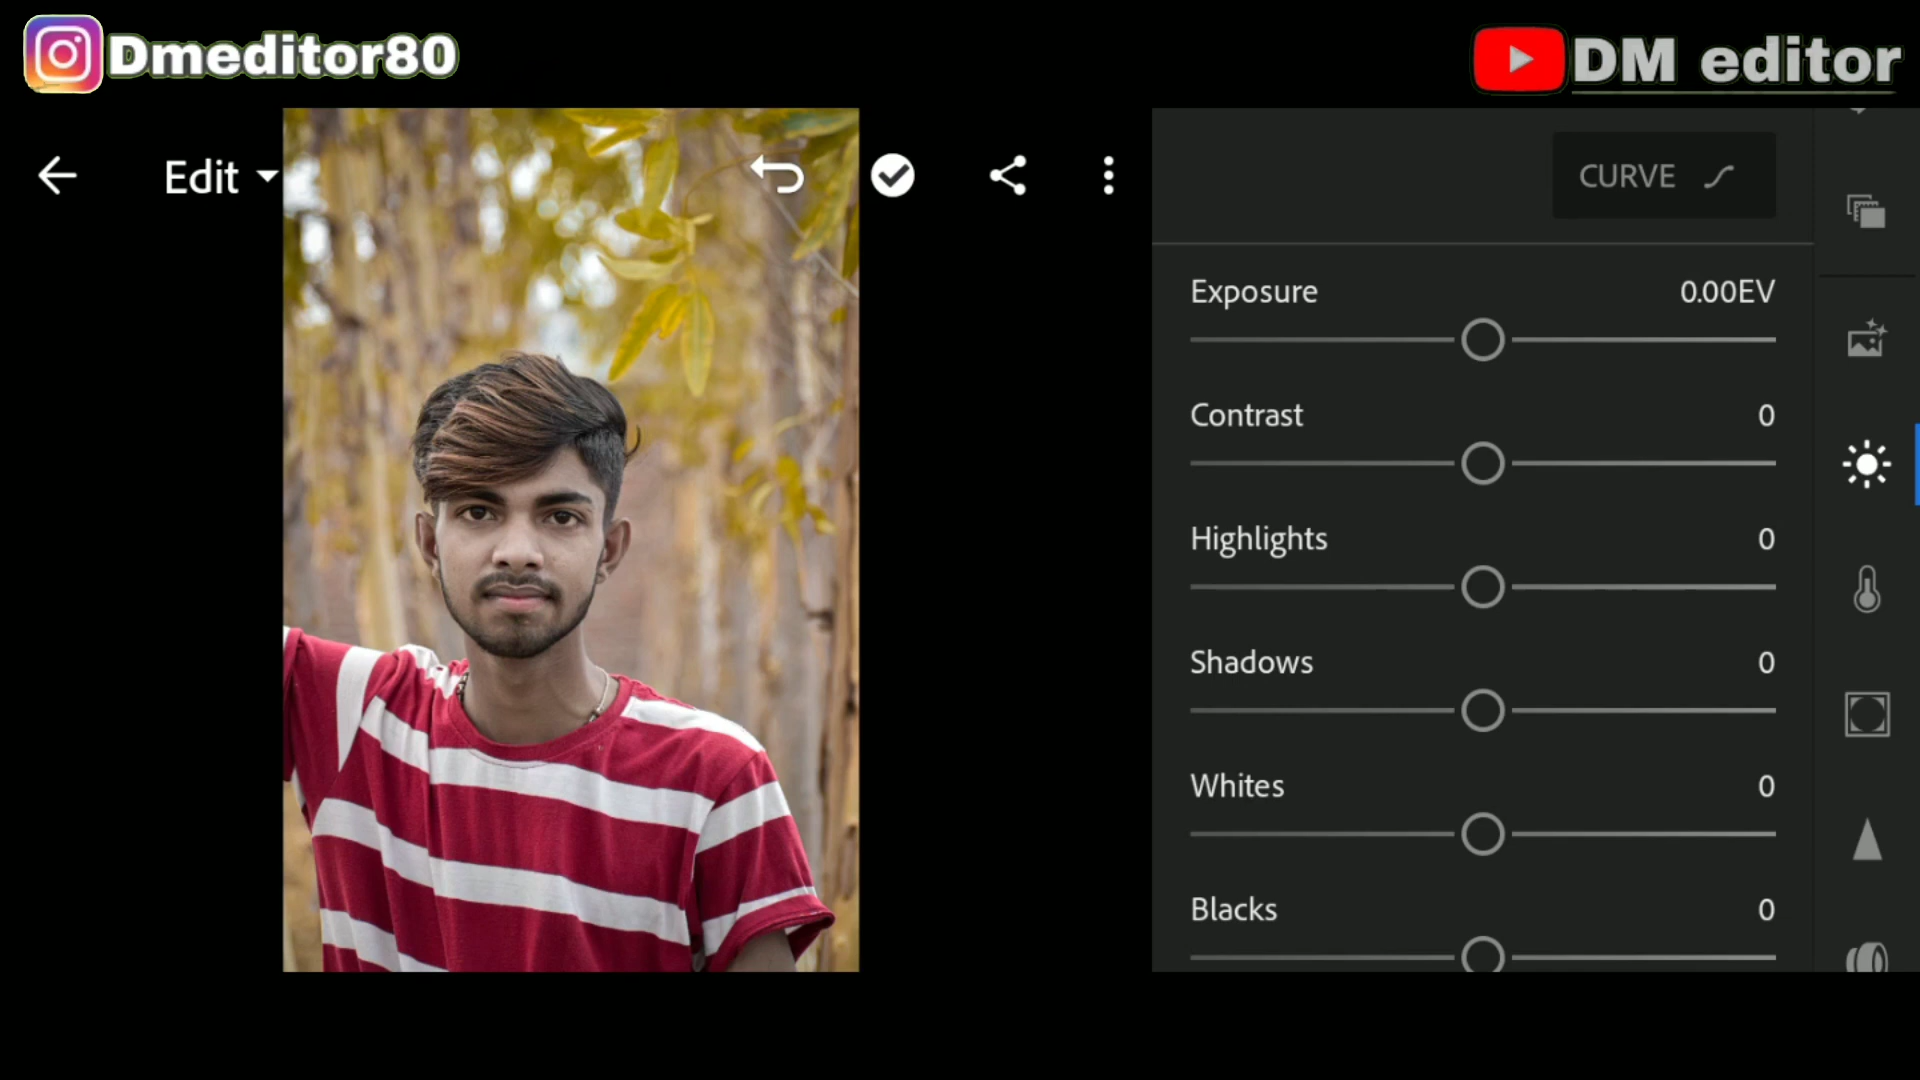 Dmeditor80
DM editor
Edit
CURVE
Exposure 0.00EV
Contrast 0
Highlights 0
Shadows 0
Whites 0
Blacks 0